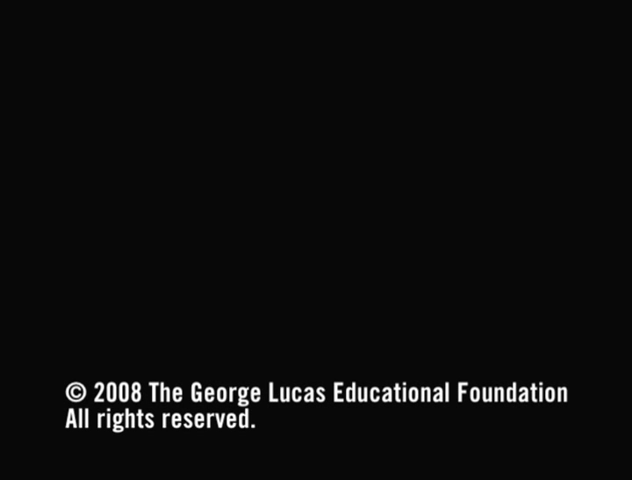 © 2008 The George Lucas Educational Foundation
All rights reserved.